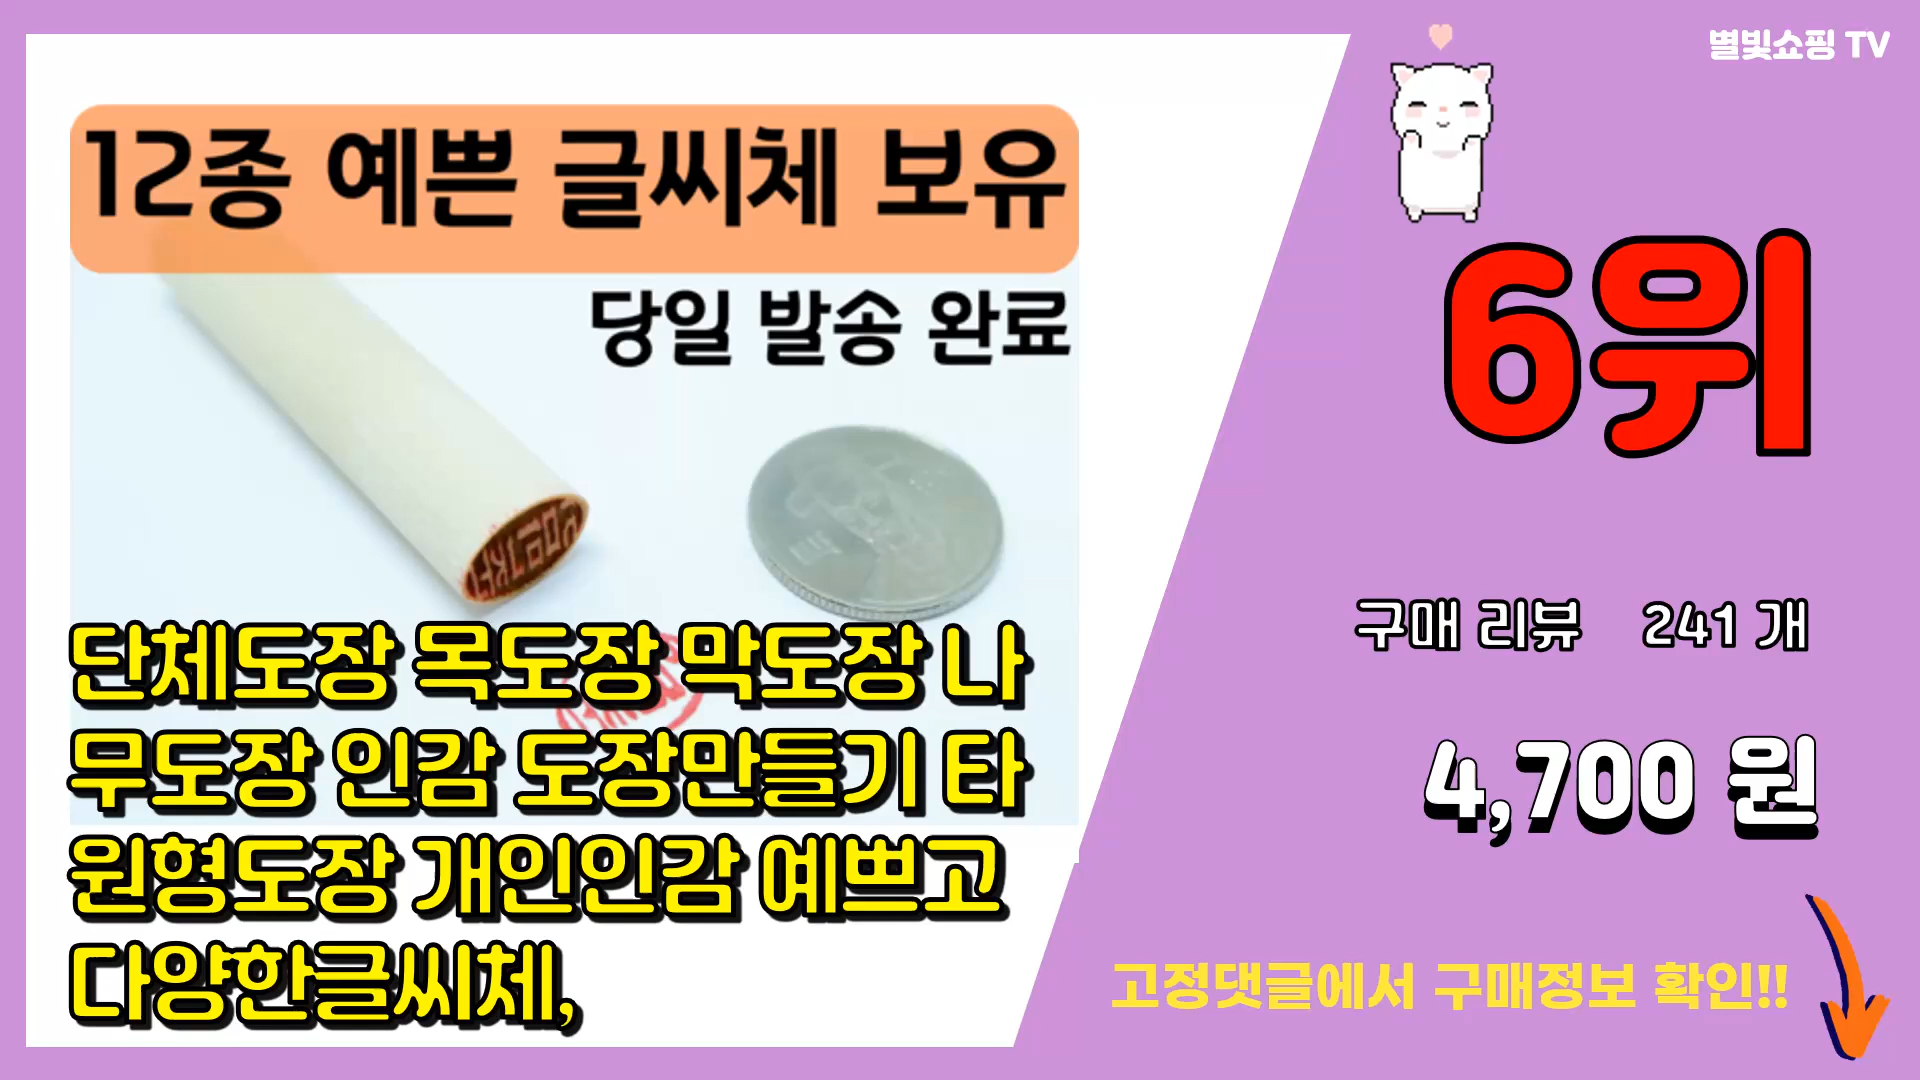 별빛쇼핑 TV
12종 예쁜 글씨체 보유
당일 발송 완료
6위
단체도장 목도장 막도장 나
무도장 인감 도장만들기 타
원형도장 개인인감 예쁘고
다양한글씨체,
구매 리뷰 241 개
4,700 원
고정댓글에서 구매정보 확인!!